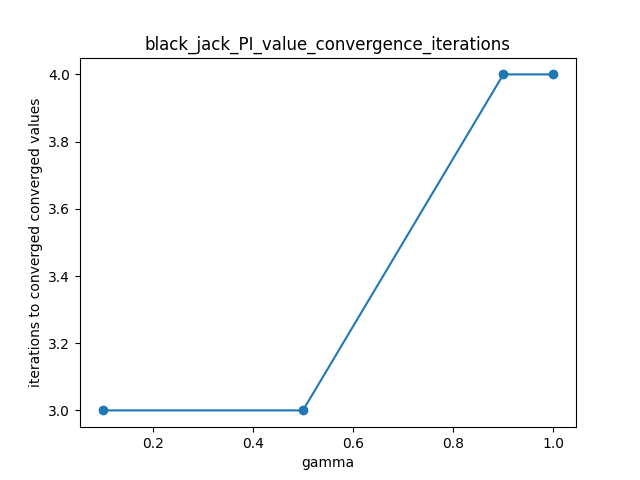 black_jack_PI_value_convergence_iterations
iterations to converged converged values
4.0
3.8
3.6
3.4
3.2
3.0
0.2 0.4 0.6 0.8 1.0
gamma